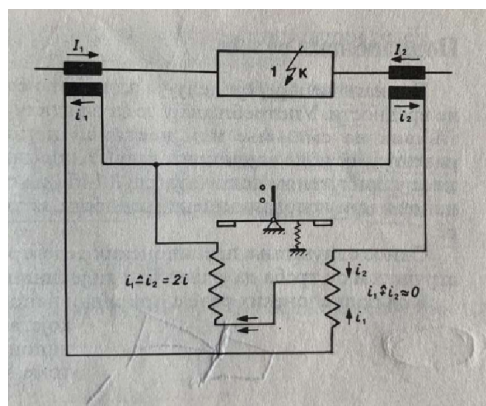 I₁
I₂
1 K
i₁
i₂
i₁ +̂ i₂ = 2i
i₂
i₁ +̂ i₂ ≈ 0
i₁